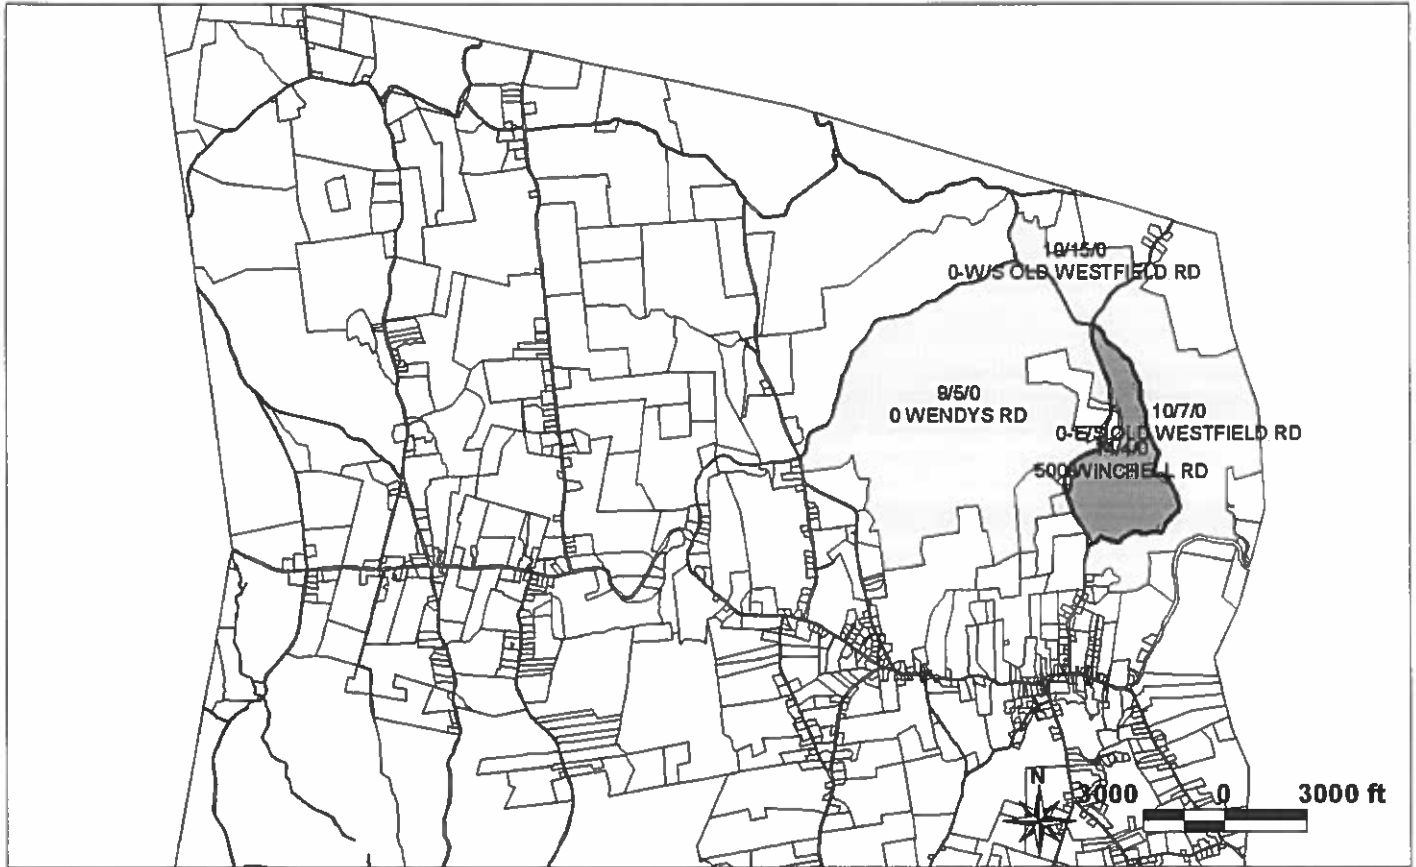 10/15/0
0-W/S OLD WESTFIELD RD
9/5/0
0 WENDYS RD
10/7/0
0-E/S OLD WESTFIELD RD
500 WINCHELL RD
N
3000 0 3000 ft